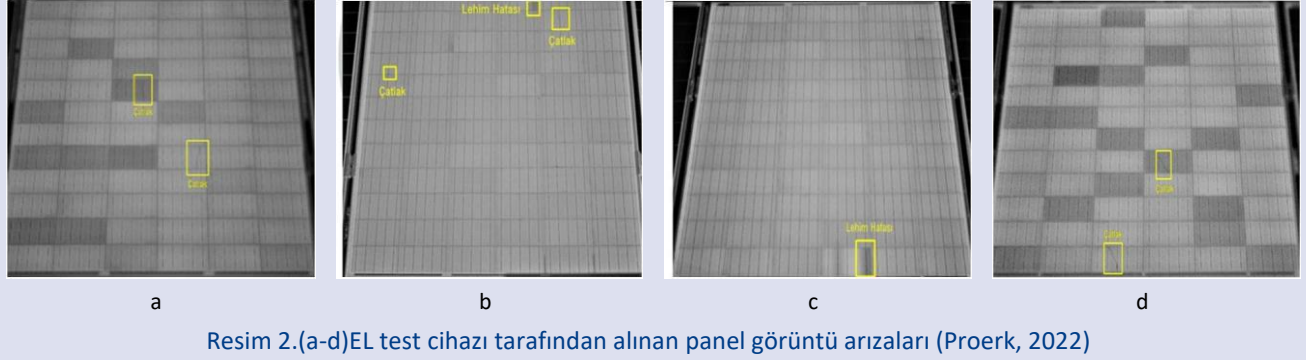 Çatlak
Çatlak
Lehim Hatası
Çatlak
Çatlak
Lehim Hatası
Çatlak
Çatlak
a
b
c
d
Resim 2.(a-d)EL test cihazı tarafından alınan panel görüntü arızaları (Proerk, 2022)